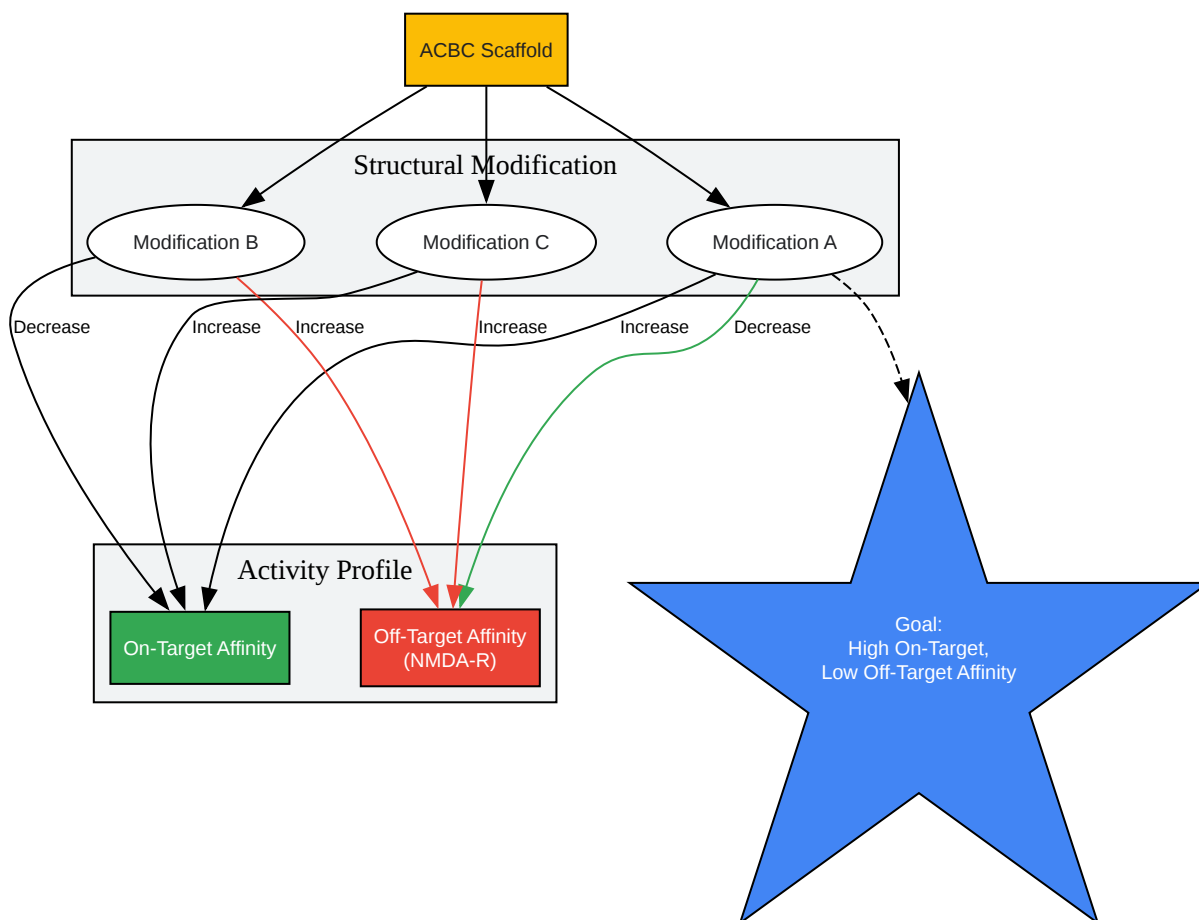 ACBC Scaffold
Structural Modification
Modification B
Modification C
Modification A
Decrease
Increase
Increase
Increase
Increase
Decrease
Activity Profile
On-Target Affinity
Off-Target Affinity
(NMDA-R)
Goal:
High On-Target,
Low Off-Target Affinity